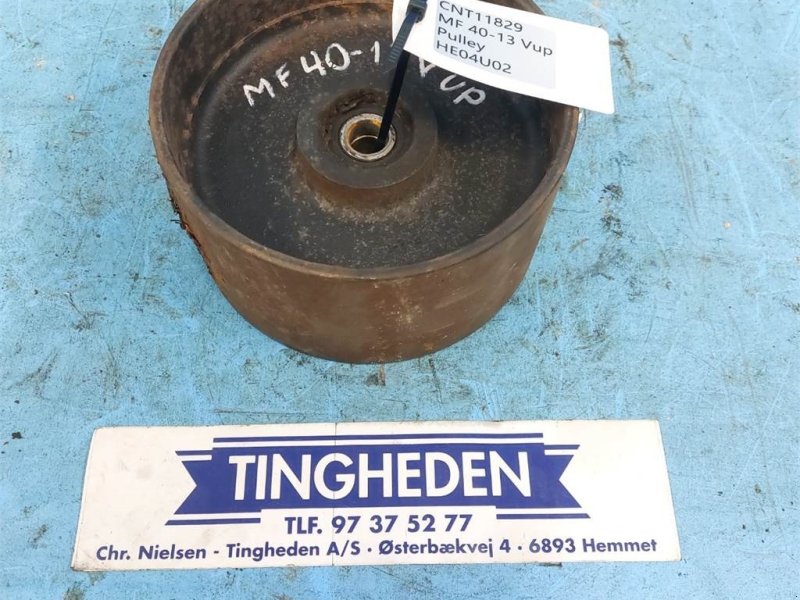 CNT11829
MF 40-13 Vup
Pulley
HE04U02
MF 40-1 VUP
TINGHEDEN
TLF. 97 37 52 77
Chr. Nielsen - Tingheden A/S · Østerbækvej 4 · 6893 Hemmet